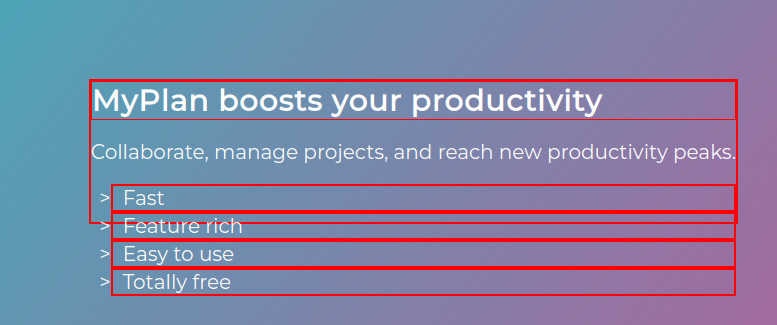 MyPlan boosts your productivity
Collaborate, manage projects, and reach new productivity peaks.
> Fast
> Feature rich
> Easy to use
> Totally free